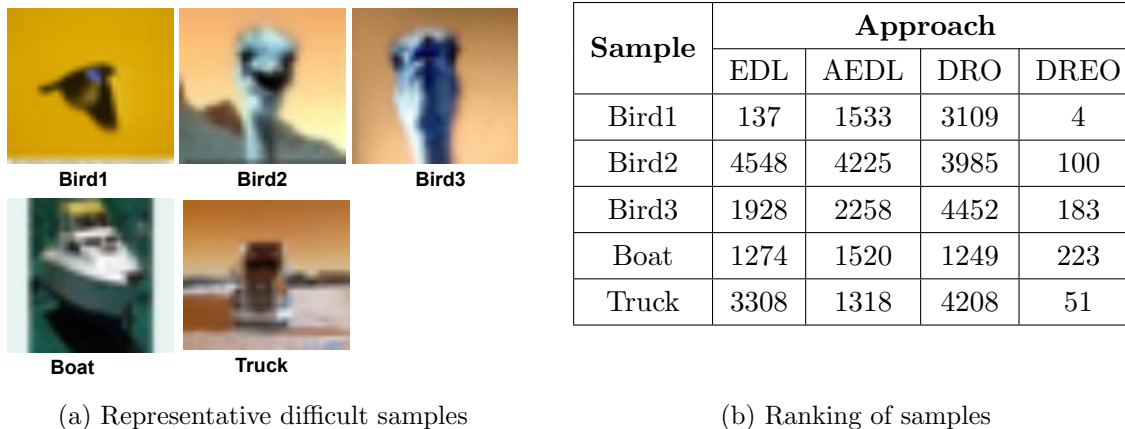 Bird1 Bird2 Bird3
Boat Truck
(a) Representative difficult samples
Sample Approach
EDL AEDL DRO DREO
Bird1 137 1533 3109 4
Bird2 4548 4225 3985 100
Bird3 1928 2258 4452 183
Boat 1274 1520 1249 223
Truck 3308 1318 4208 51
(b) Ranking of samples